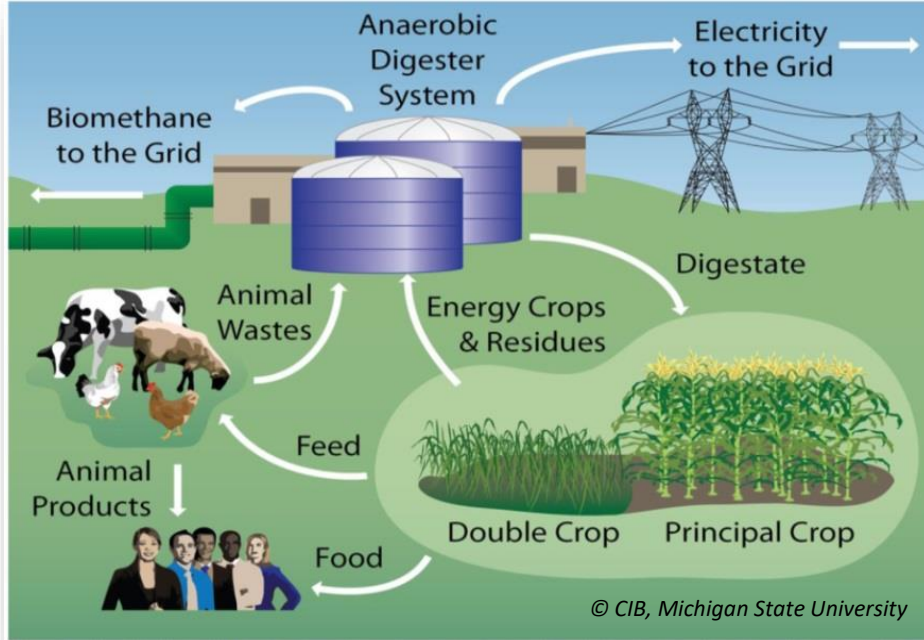 Anaerobic
Digester
System
Electricity
to the Grid
Biomethane
to the Grid
Digestate
Animal
Wastes
Energy Crops
& Residues
Feed
Animal
Products
Double Crop
Principal Crop
Food
© CIB, Michigan State University